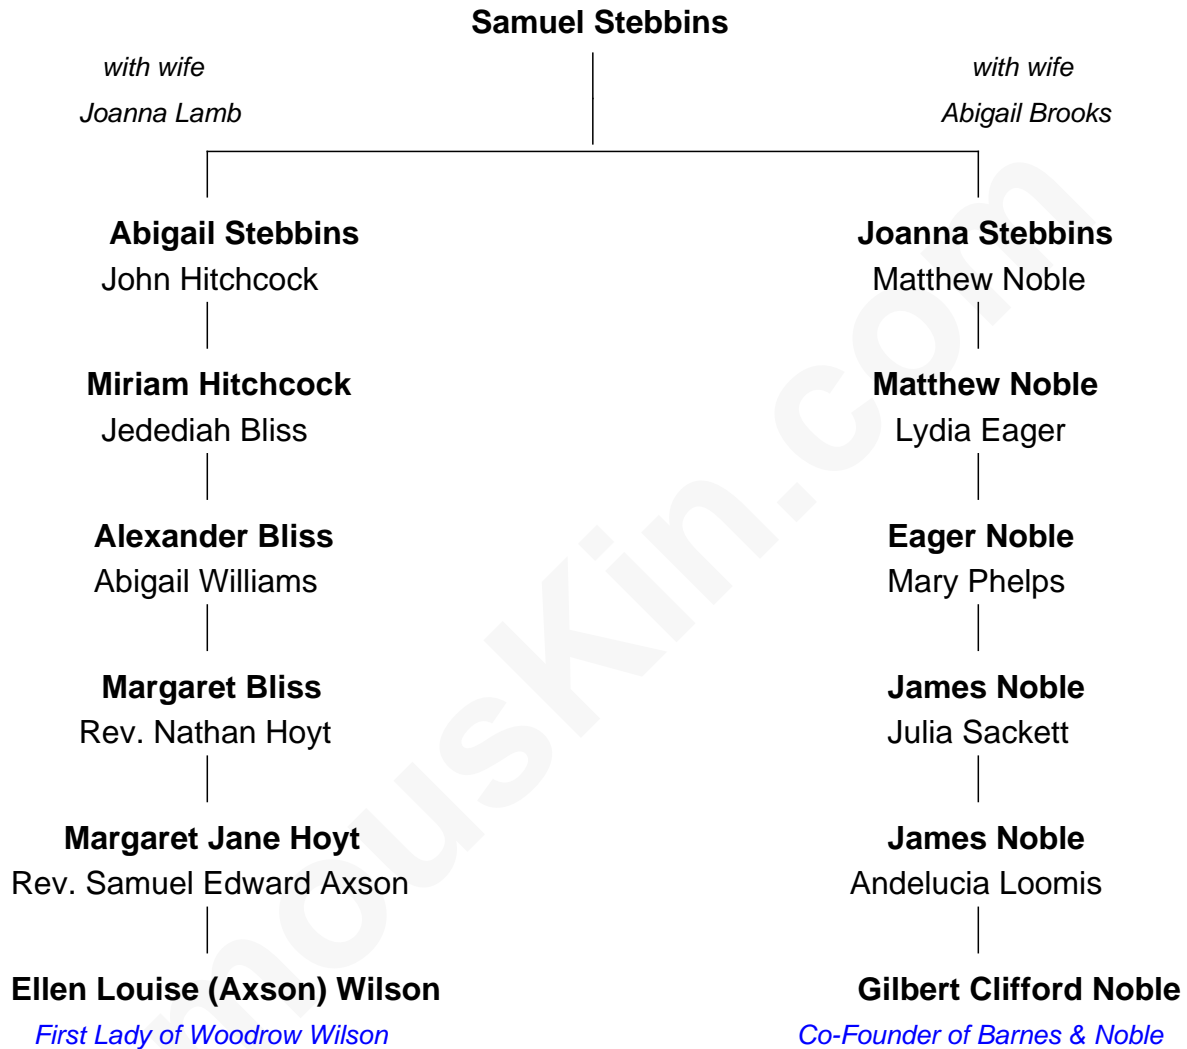 Samuel Stebbins
with wife
Joanna Lamb
with wife
Abigail Brooks
Abigail Stebbins
John Hitchcock
Joanna Stebbins
Matthew Noble
Miriam Hitchcock
Jedediah Bliss
Matthew Noble
Lydia Eager
Alexander Bliss
Abigail Williams
Eager Noble
Mary Phelps
Margaret Bliss
Rev. Nathan Hoyt
James Noble
Julia Sackett
Margaret Jane Hoyt
Rev. Samuel Edward Axson
James Noble
Andelucia Loomis
Ellen Louise (Axson) Wilson
First Lady of Woodrow Wilson
Gilbert Clifford Noble
Co-Founder of Barnes & Noble
mousKin.com